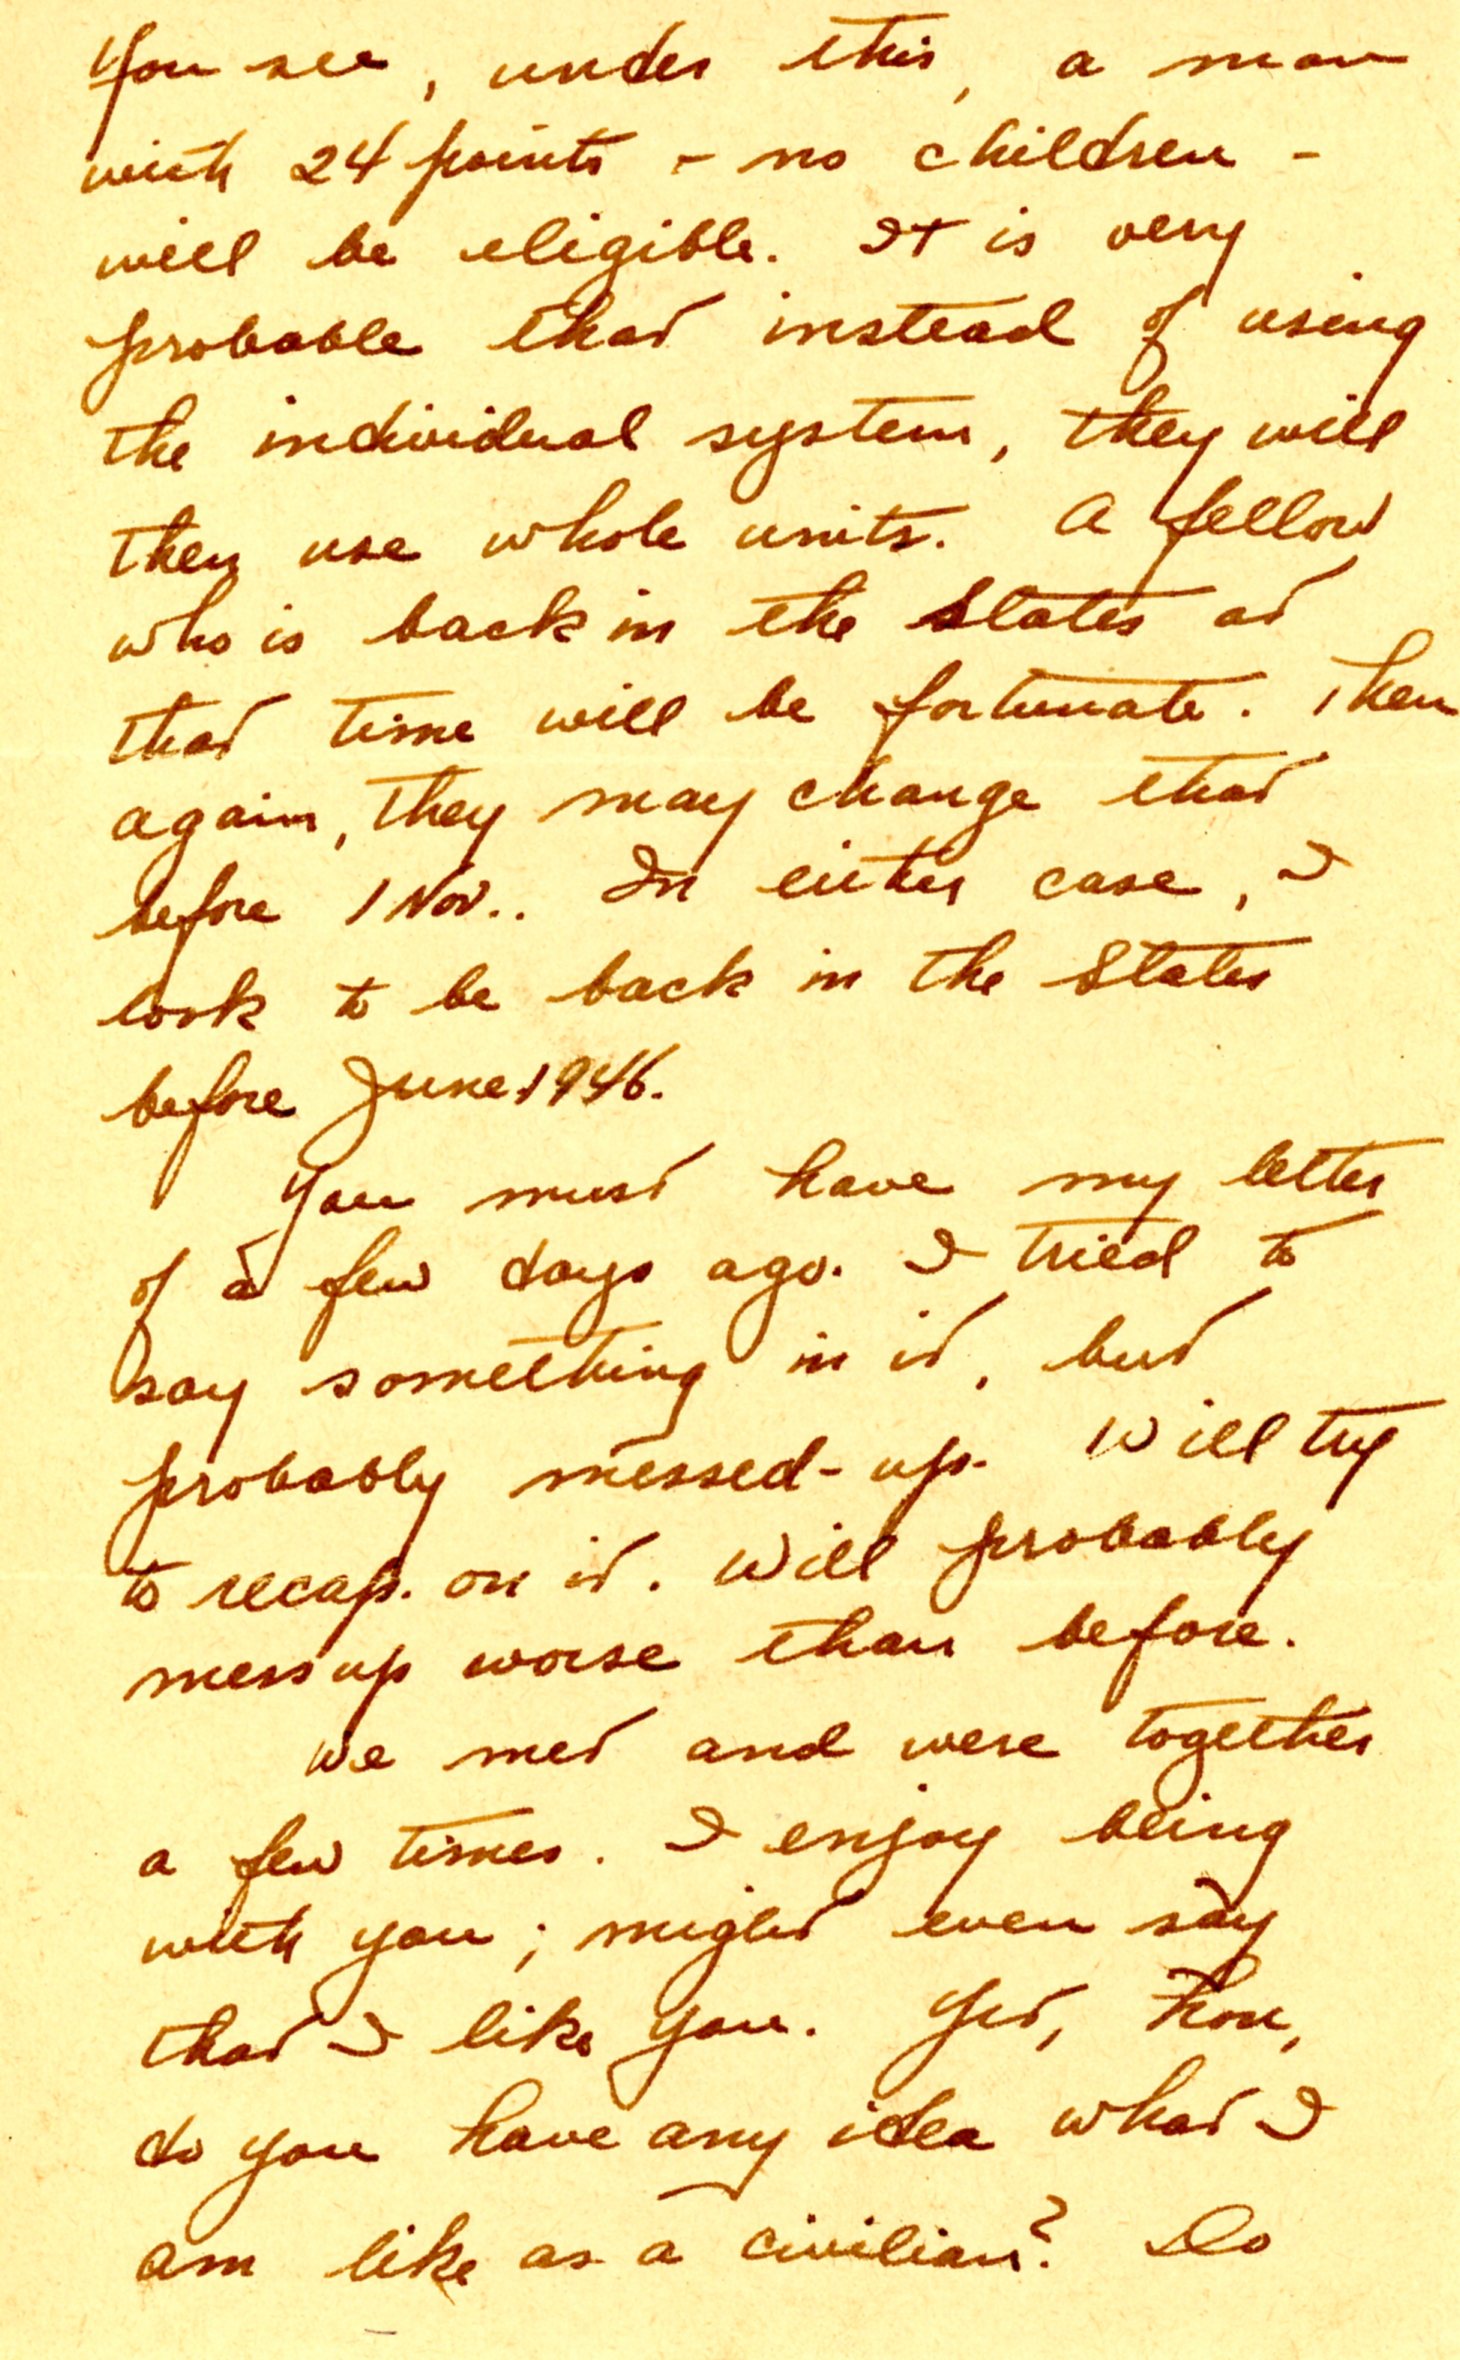 You see, under this, a man
with 24 points - no children -
will be eligible. It is very
probable that instead of using
the individual system, they will
then use whole units. A fellow
who is back in the States at
that time will be fortunate. Then
again, they may change that
before 1 Nov.. In either case, I
look to be back in the States
before June 1946.
You must have my letter
of a few days ago. I tried to
say something in it, but
probably messed-up. Will try
to recap. on it. Will probably
mess up worse than before.
We met and were together
a few times. I enjoy being
with you; might even say
that I like you. Yet, hon,
do you have any idea what I
am like as a civilian? Do